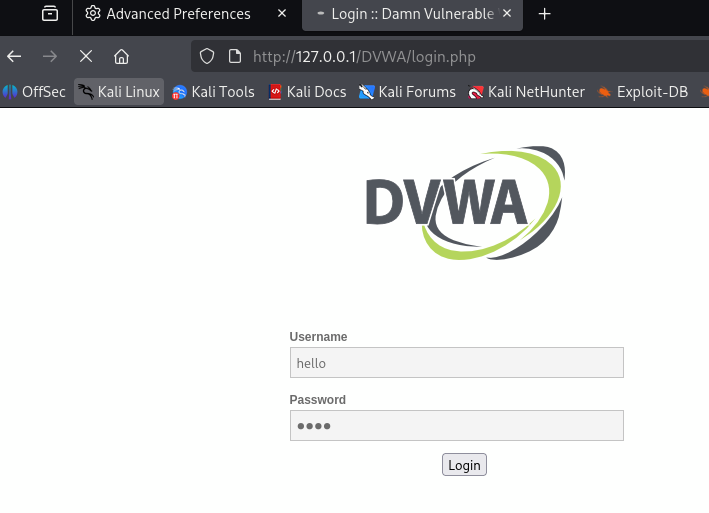 Advanced Preferences
Login :: Damn Vulnerable
http://127.0.0.1/DVWA/login.php
OffSec Kali Linux Kali Tools Kali Docs Kali Forums Kali NetHunter Exploit-DB
DVWA
Username
hello
Password
●●●●
Login